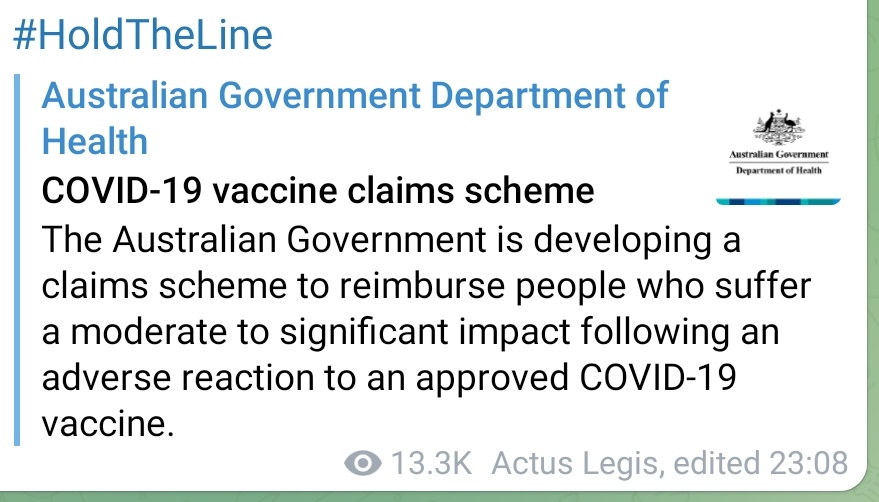 #HoldTheLine
Australian Government Department of
Health
COVID-19 vaccine claims scheme
Australian Government
Department of Health
The Australian Government is developing a
claims scheme to reimburse people who suffer
a moderate to significant impact following an
adverse reaction to an approved COVID-19
vaccine.
13.3K Actus Legis, edited 23:08